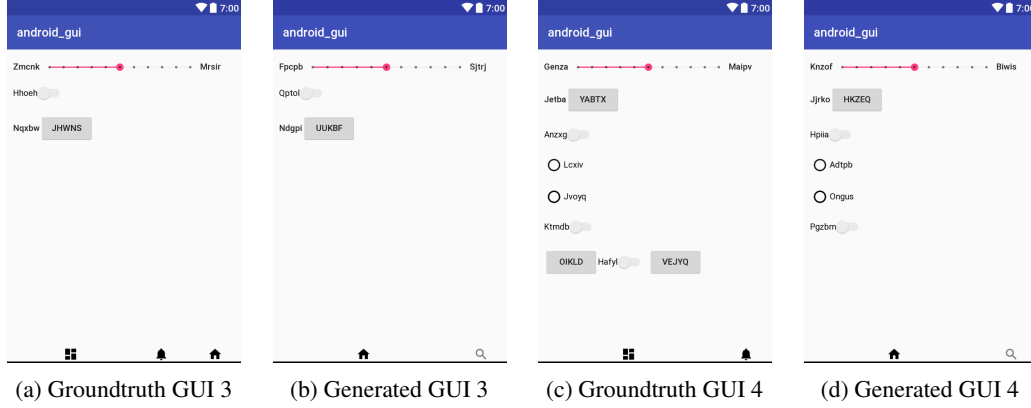 7:00
android_gui
Zmcnk Mrsir
Hhoeh
Nqxbw JHWNS
(a) Groundtruth GUI 3
7:00
android_gui
Fpcpb Sjtrj
Qptol
Ndgpi UUKBF
(b) Generated GUI 3
7:00
android_gui
Genza Maipv
Jetba YABTX
Anzxg
Lcxiv
Jvoyq
Ktmdb
OIKLD Hafyl VEJYQ
(c) Groundtruth GUI 4
7:00
android_gui
Knzof Biwis
Jjrko HKZEQ
Hpiia
Adtpb
Ongus
Pgzbm
(d) Generated GUI 4